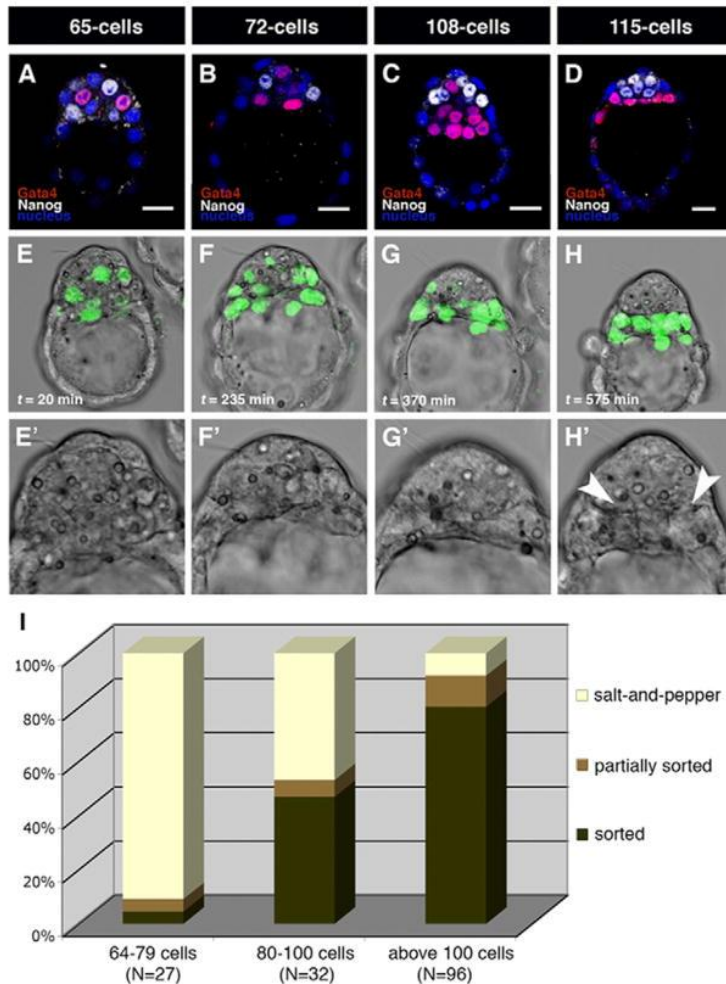 65-cells
72-cells
108-cells
115-cells
A
Gata4
Nanog
nucleus
B
Gata4
Nanog
nucleus
C
Gata4
Nanog
nucleus
D
Gata4
Nanog
nucleus
E
t = 20 min
F
t = 235 min
G
t = 370 min
H
t = 575 min
E'
F'
G'
H'
I
100%
80%
60%
40%
20%
0%
64-79 cells
(N=27)
80-100 cells
(N=32)
above 100 cells
(N=96)
salt-and-pepper
partially sorted
sorted